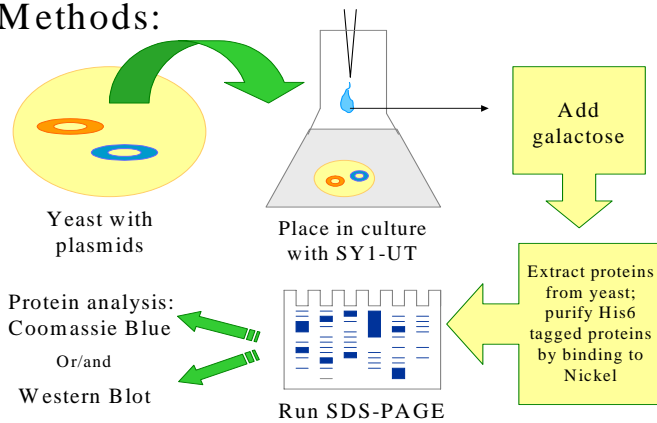 Methods:
Yeast with
plasmids
Place in culture
with SY1-UT
Add
galactose
Extract proteins
from yeast;
purify His6
tagged proteins
by binding to
Nickel
Run SDS-PAGE
Protein analysis:
Coomassie Blue
Or/and
Western Blot